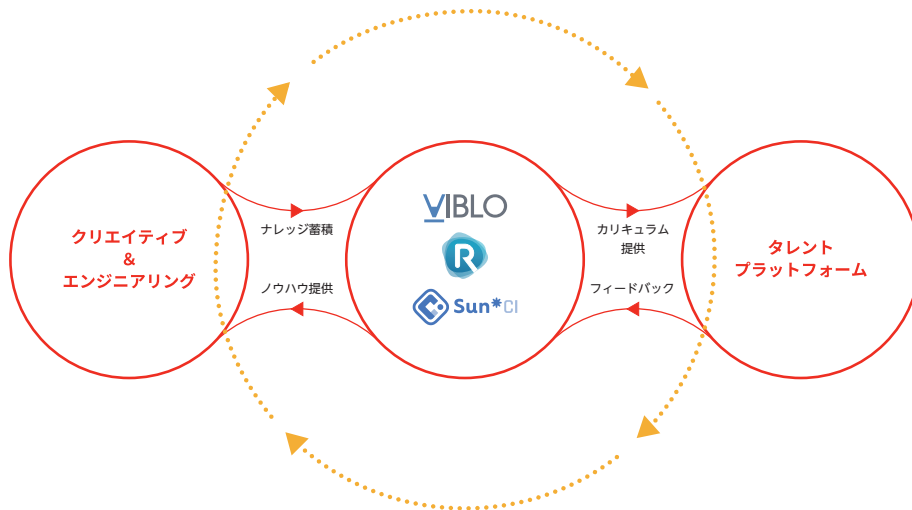 クリエイティブ
&
エンジニアリング
ナレッジ蓄積
ノウハウ提供
VIBLO
R
Sun*CI
カリキュラム
提供
フィードバック
タレント
プラットフォーム